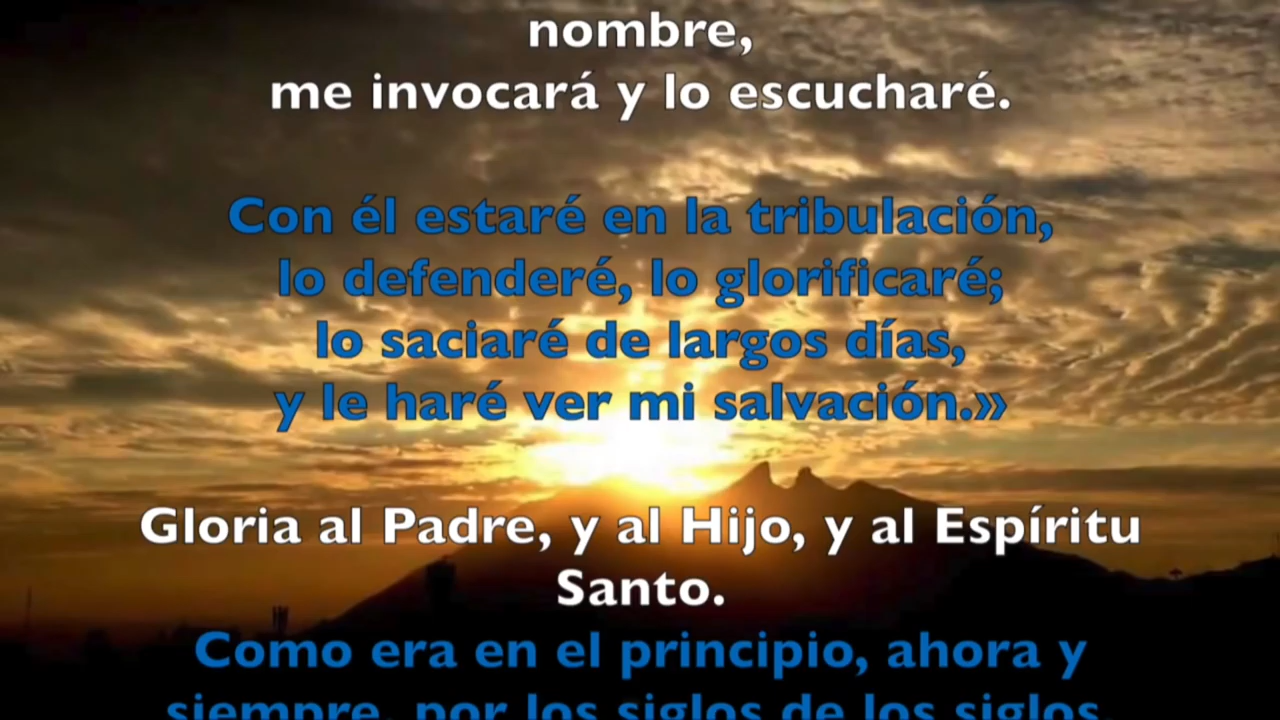 nombre,
me invocará y lo escucharé.
Con él estaré en la tribulación,
lo defenderé, lo glorificaré;
lo saciaré de largos días,
y le haré ver mi salvación.»
Gloria al Padre, y al Hijo, y al Espíritu
Santo.
Como era en el principio, ahora y
siempre, por los siglos de los siglos.